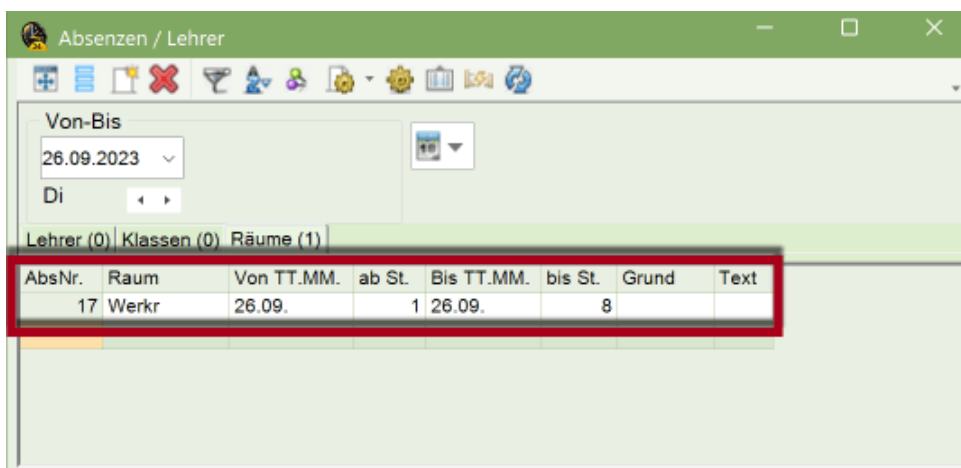 Absenzen / Lehrer
Von-Bis
26.09.2023
Di
Lehrer (0) Klassen (0) Räume (1)
AbsNr. Raum Von TT.MM. ab St. Bis TT.MM. bis St. Grund Text
17 Werkr 26.09. 1 26.09. 8